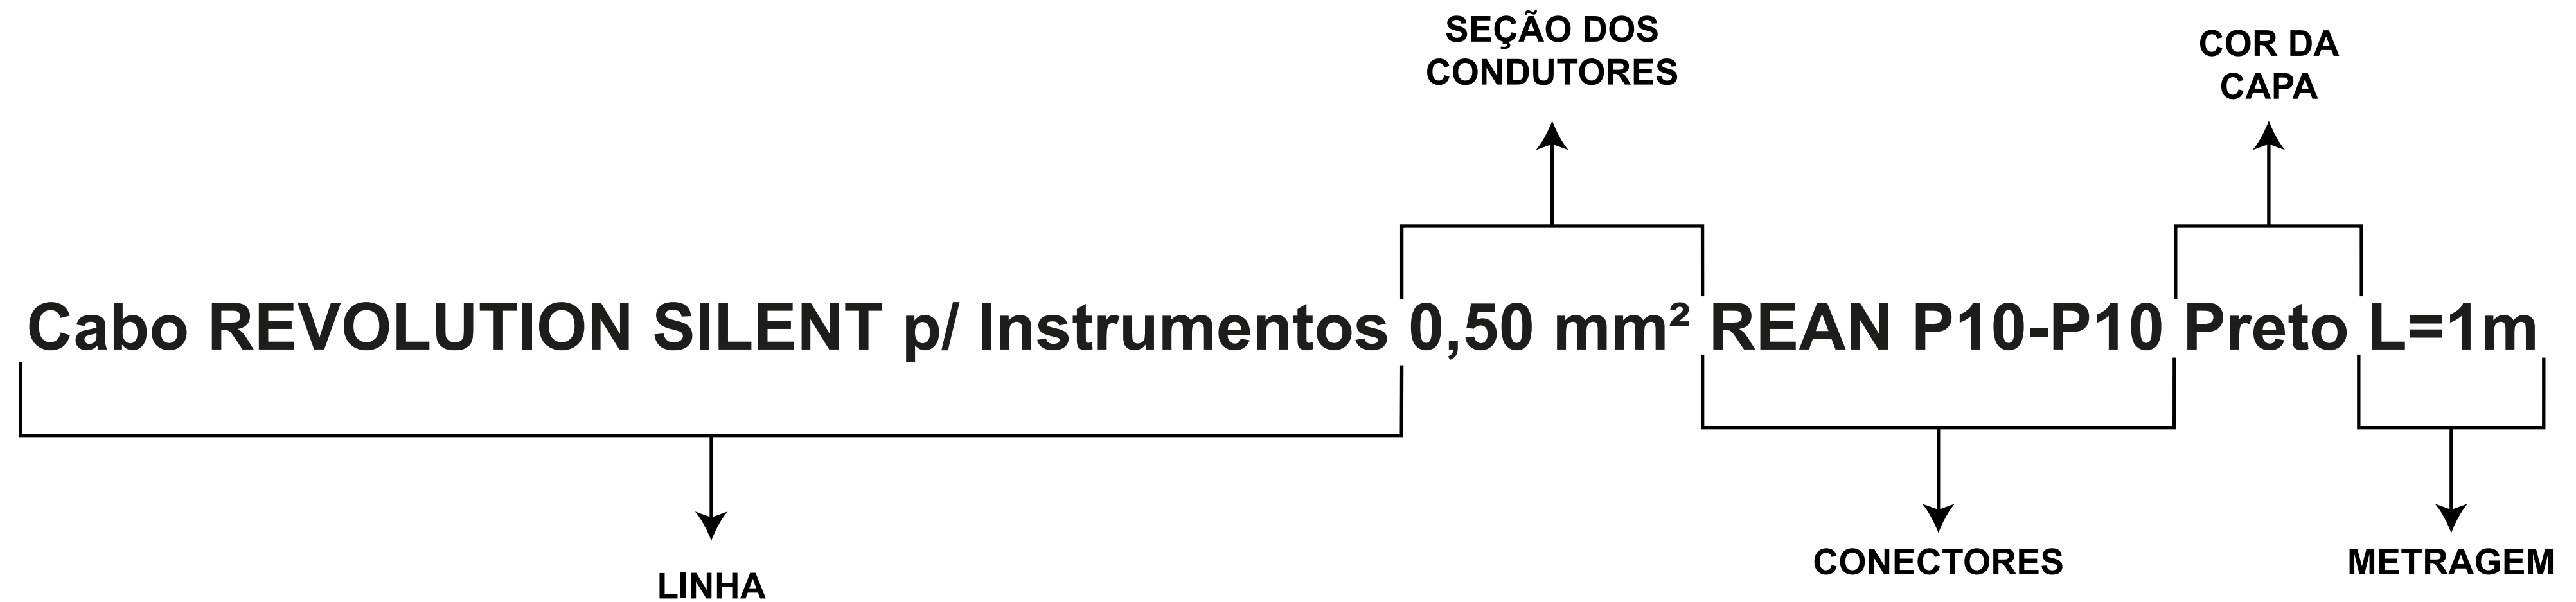 SEÇÃO DOS
CONDUTORES
COR DA
CAPA
Cabo REVOLUTION SILENT p/ Instrumentos 0,50 mm² REAN P10-P10 Preto L=1m
LINHA
CONECTORES
METRAGEM